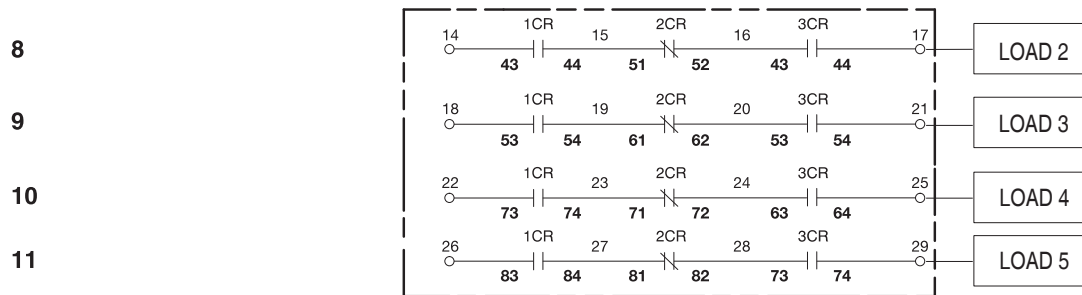 1CR 2CR 3CR
8 14 15 16 17 LOAD 2
43 44 51 52 43 44
1CR 2CR 3CR
9 18 19 20 21 LOAD 3
53 54 61 62 53 54
1CR 2CR 3CR
10 22 23 24 25 LOAD 4
73 74 71 72 63 64
1CR 2CR 3CR
11 26 27 28 29 LOAD 5
83 84 81 82 73 74